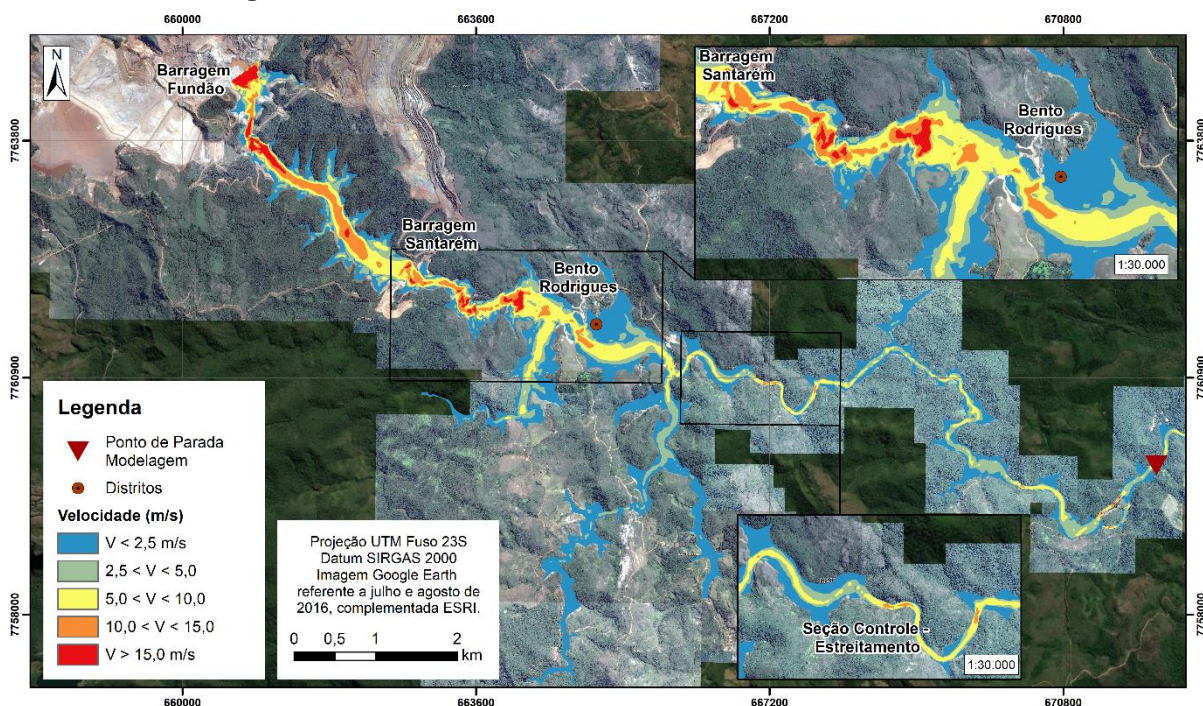 660000
663600
667200
670800
N
Barragem
Fundão
Barragem
Santarém
Bento
Rodrigues
1:30.000
7763800
7763800
Barragem
Santarém
Bento
Rodrigues
7760900
7760900
Legenda
Ponto de Parada
Modelagem
Distritos
Velocidade (m/s)
V < 2,5 m/s
2,5 < V < 5,0
5,0 < V < 10,0
10,0 < V < 15,0
V > 15,0 m/s
Projeção UTM Fuso 23S
Datum SIRGAS 2000
Imagem Google Earth
referente a julho e agosto de
2016, complementada ESRI.
0 0,5 1 2
km
Seção Controle -
Estreitamento
1:30.000
7758000
7758000
660000
663600
667200
670800